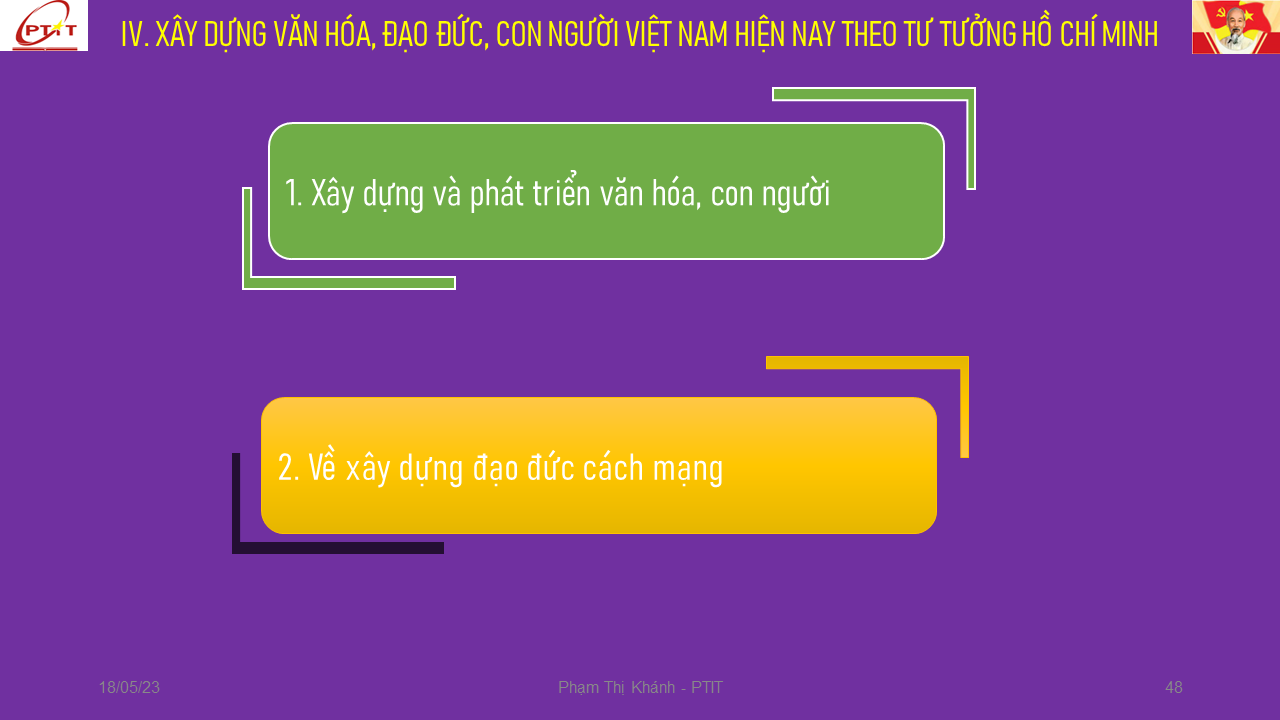 PTIT
IV. XÂY DỰNG VĂN HÓA, ĐẠO ĐỨC, CON NGƯỜI VIỆT NAM HIỆN NAY THEO TƯ TƯỞNG HỒ CHÍ MINH
1. Xây dựng và phát triển văn hóa, con người
2. Về xây dựng đạo đức cách mạng
18/05/23
Phạm Thị Khánh - PTIT
48